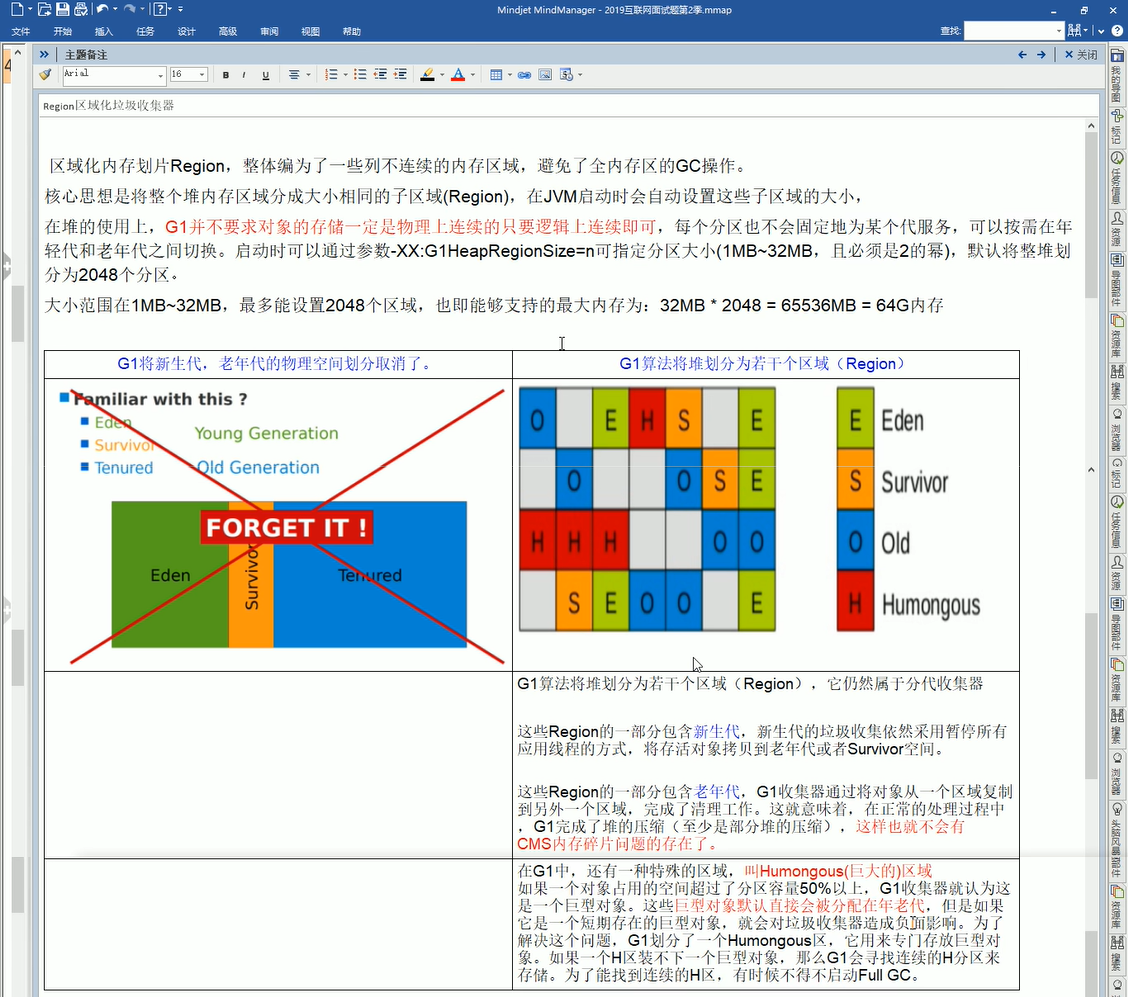 Mindjet MindManager - 2019互联网面试题第2季.mmap
文件 开始 插入 任务 设计 高级 审阅 视图 帮助
查找:
主题备注
关闭
Arial 16 B I U
Region区域化垃圾收集器
区域化内存划片Region，整体编为了一些列不连续的内存区域，避免了全内存区的GC操作。
核心思想是将整个堆内存区域分成大小相同的子区域(Region)，在JVM启动时会自动设置这些子区域的大小，
在堆的使用上，G1并不要求对象的存储一定是物理上连续的只要逻辑上连续即可，每个分区也不会固定地为某个代服务，可以按需在年
轻代和老年代之间切换。启动时可以通过参数-XX:G1HeapRegionSize=n可指定分区大小(1MB~32MB，且必须是2的幂)，默认将整堆划
分为2048个分区。
大小范围在1MB~32MB，最多能设置2048个区域，也即能够支持的最大内存为：32MB * 2048 = 65536MB = 64G内存
G1将新生代，老年代的物理空间划分取消了。
Familiar with this ?
Eden
Survivor
Tenured
Young Generation
Old Generation
FORGET IT !
Eden
Survivor
Tenured
G1算法将堆划分为若干个区域（Region）
O E H S E
O O S E
H H H O O
S E O O E
E Eden
S Survivor
O Old
H Humongous
G1算法将堆划分为若干个区域（Region），它仍然属于分代收集器
这些Region的一部分包含新生代，新生代的垃圾收集依然采用暂停所有
应用线程的方式，将存活对象拷贝到老年代或者Survivor空间。
这些Region的一部分包含老年代，G1收集器通过将对象从一个区域复制
到另外一个区域，完成了清理工作。这就意味着，在正常的处理过程中
，G1完成了堆的压缩（至少是部分堆的压缩），这样也就不会有
CMS内存碎片问题的存在了。
在G1中，还有一种特殊的区域，叫Humongous(巨大的)区域
如果一个对象占用的空间超过了分区容量50%以上，G1收集器就认为这
是一个巨型对象。这些巨型对象默认直接会被分配在年老代，但是如果
它是一个短期存在的巨型对象，就会对垃圾收集器造成负面影响。为了
解决这个问题，G1划分了一个Humongous区，它用来专门存放巨型对
象。如果一个H区装不下一个巨型对象，那么G1会寻找连续的H分区来
存储。为了能找到连续的H区，有时候不得不启动Full GC。
我的导图
标记
任务信息
资源
导图部件
资源库
搜索
浏览器
标记
任务信息
资源
导图部件
资源库
搜索
浏览器
头脑风暴部件
资源库
搜索